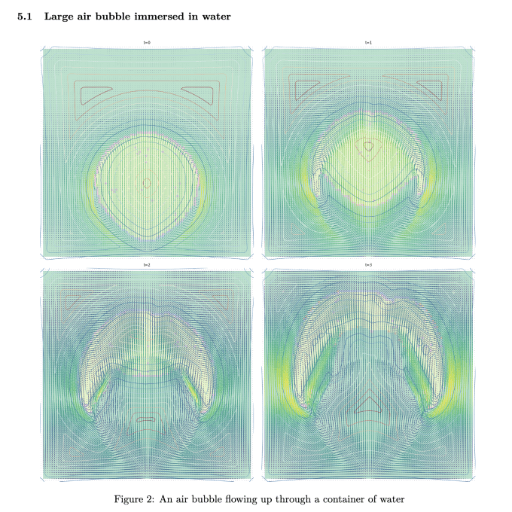 5.1 Large air bubble immersed in water
t=0
t=1
t=2
t=3
Figure 2: An air bubble flowing up through a container of water